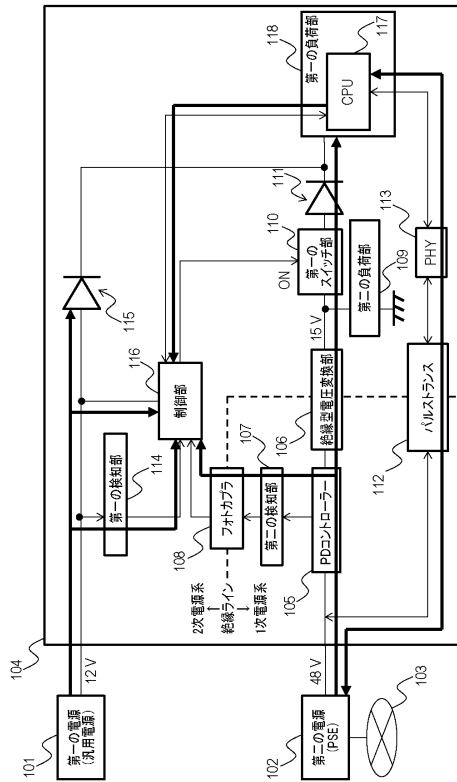 104
101
第一の電源
(汎用電源)
12 V
115
第一の検知部
114
116
制御部
118
第一の負荷部
117
CPU
111
110
ON
第一の
スイッチ部
第二の負荷部
109
15 V
113
PHY
108
フォトカプラ
107
第二の検知部
106
絶縁型電圧変換部
2次電源系
絶縁ライン
1次電源系
105
PDコントローラー
112
パルストランス
48 V
102
第二の電源
(PSE)
103